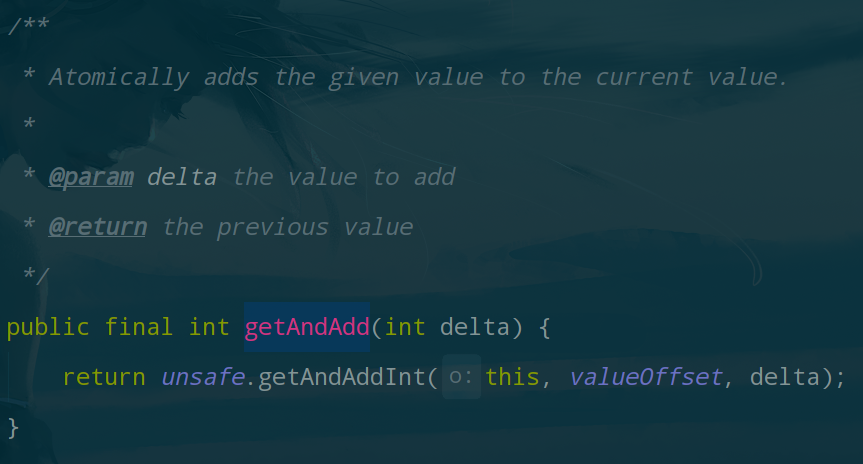 /**
* Atomically adds the given value to the current value.
*
* @param delta the value to add
* @return the previous value
*/
public final int getAndAdd(int delta) {
return unsafe.getAndAddInt( o: this, valueOffset, delta);
}